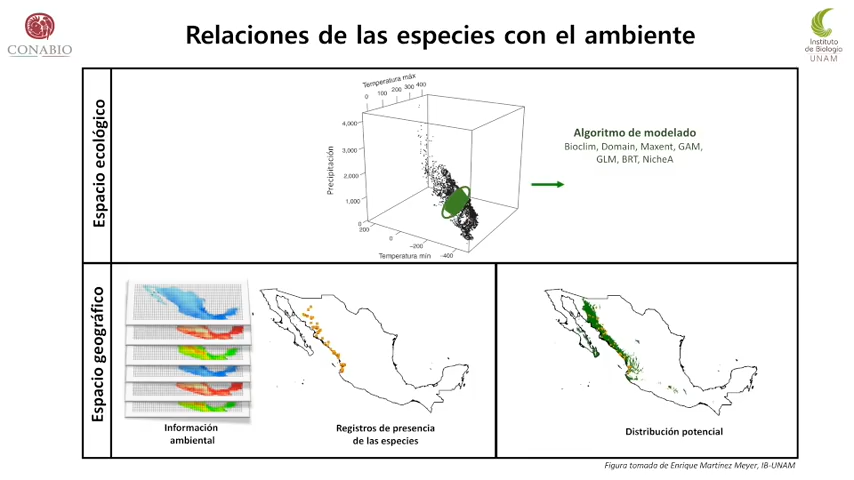 CONABIO
Relaciones de las especies con el ambiente
Instituto
de Biología
UNAM
Espacio ecológico
Temperatura máx
0 100 200 300 400
4,000
3,000
2,000
1,000
0
Precipitación
200
0
−200
−400
Temperatura mín
Algoritmo de modelado
Bioclim, Domain, Maxent, GAM,
GLM, BRT, NicheA
Espacio geográfico
Información
ambiental
Registros de presencia
de las especies
Distribución potencial
Figura tomada de Enrique Martínez Meyer, IB-UNAM